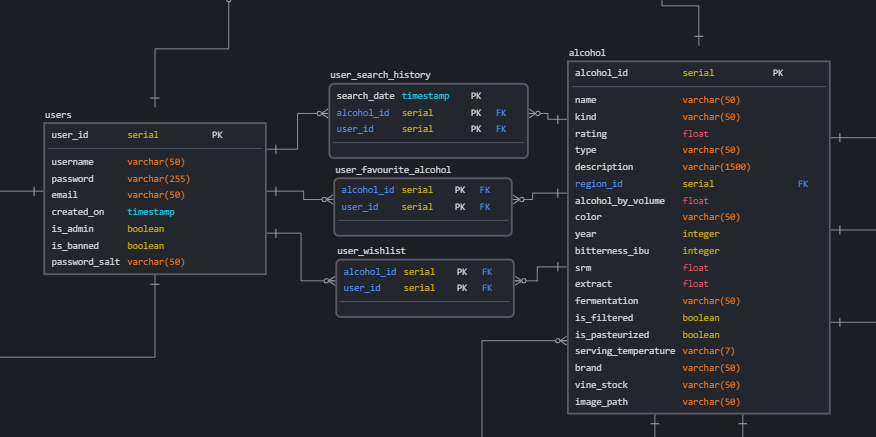 users
user_id serial PK
username varchar(50)
password varchar(255)
email varchar(50)
created_on timestamp
is_admin boolean
is_banned boolean
password_salt varchar(50)
user_search_history
search_date timestamp PK
alcohol_id serial PK FK
user_id serial PK FK
user_favourite_alcohol
alcohol_id serial PK FK
user_id serial PK FK
user_wishlist
alcohol_id serial PK FK
user_id serial PK FK
alcohol
alcohol_id serial PK
name varchar(50)
kind varchar(50)
rating float
type varchar(50)
description varchar(1500)
region_id serial FK
alcohol_by_volume float
color varchar(50)
year integer
bitterness_ibu integer
srm float
extract float
fermentation varchar(50)
is_filtered boolean
is_pasteurized boolean
serving_temperature varchar(7)
brand varchar(50)
vine_stock varchar(50)
image_path varchar(50)